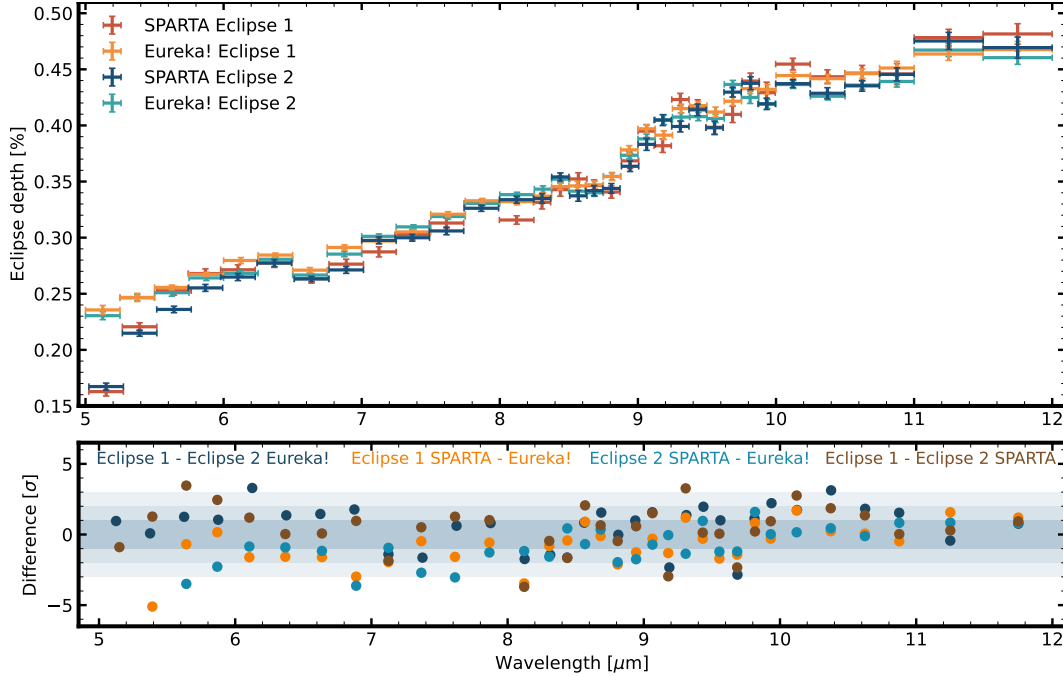 Eclipse depth [%]
0.50
0.45
0.40
0.35
0.30
0.25
0.20
0.15
SPARTA Eclipse 1
Eureka! Eclipse 1
SPARTA Eclipse 2
Eureka! Eclipse 2
5 6 7 8 9 10 11 12
Difference [σ]
5
0
−5
Eclipse 1 - Eclipse 2 Eureka! Eclipse 1 SPARTA - Eureka! Eclipse 2 SPARTA - Eureka! Eclipse 1 - Eclipse 2 SPARTA
5 6 7 8 9 10 11 12
Wavelength [μm]